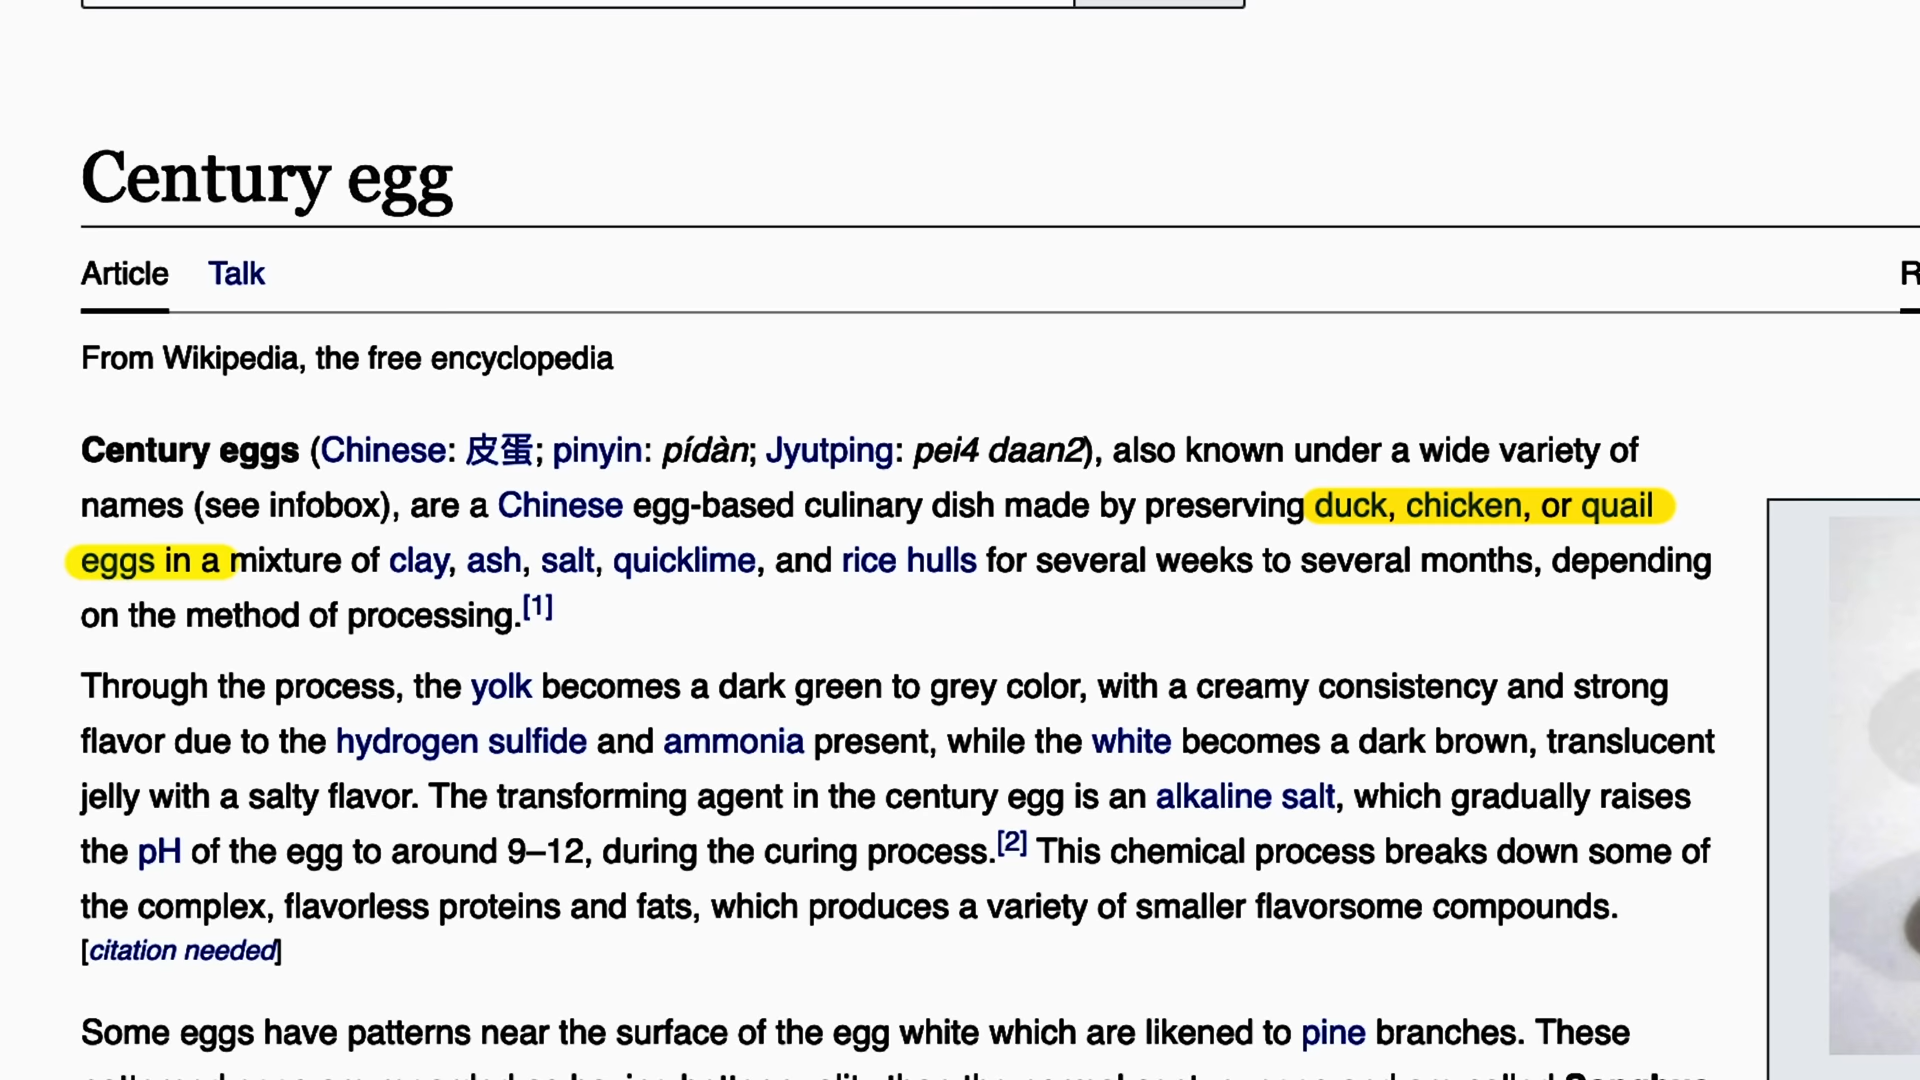 Century egg
Article Talk
R
From Wikipedia, the free encyclopedia
Century eggs (Chinese: 皮蛋; pinyin: pídàn; Jyutping: pei4 daan2), also known under a wide variety of
names (see infobox), are a Chinese egg-based culinary dish made by preserving duck, chicken, or quail
eggs in a mixture of clay, ash, salt, quicklime, and rice hulls for several weeks to several months, depending
on the method of processing.[1]
Through the process, the yolk becomes a dark green to grey color, with a creamy consistency and strong
flavor due to the hydrogen sulfide and ammonia present, while the white becomes a dark brown, translucent
jelly with a salty flavor. The transforming agent in the century egg is an alkaline salt, which gradually raises
the pH of the egg to around 9–12, during the curing process.[2] This chemical process breaks down some of
the complex, flavorless proteins and fats, which produces a variety of smaller flavorsome compounds.
[citation needed]
Some eggs have patterns near the surface of the egg white which are likened to pine branches. These